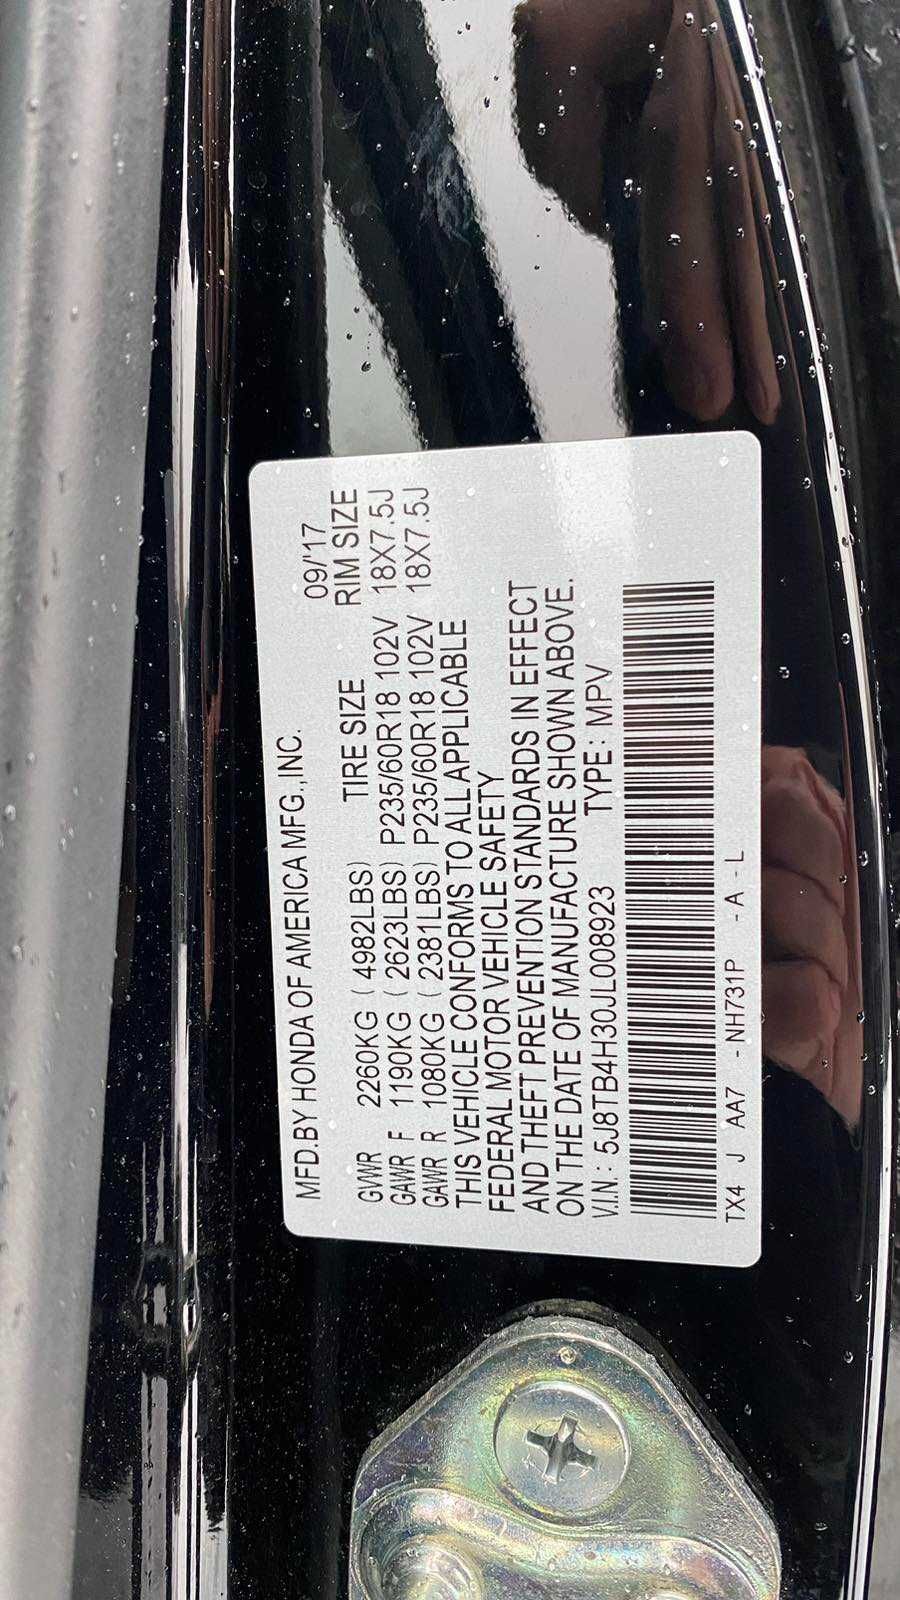 MFD.BY HONDA OF AMERICA MFG.,INC. 09/'17
TIRE SIZE RIM SIZE
GVWR 2260KG ( 4982LBS)
GAWR F 1190KG ( 2623LBS) P235/60R18 102V 18X7.5J
GAWR R 1080KG ( 2381LBS) P235/60R18 102V 18X7.5J
THIS VEHICLE CONFORMS TO ALL APPLICABLE
FEDERAL MOTOR VEHICLE SAFETY
AND THEFT PREVENTION STANDARDS IN EFFECT
ON THE DATE OF MANUFACTURE SHOWN ABOVE.
V.I.N.: 5J8TB4H30JL008923 TYPE : MPV
TX4 J AA7 - NH731P - A - L